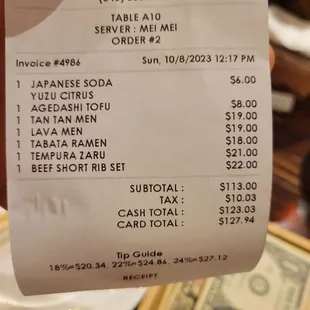 TABLE A10
SERVER : MEI MEI
ORDER #2
Invoice #4986 Sun, 10/8/2023 12:17 PM
1 JAPANESE SODA $6.00
YUZU CITRUS
1 AGEDASHI TOFU $8.00
1 TAN TAN MEN $19.00
1 LAVA MEN $19.00
1 TABATA RAMEN $18.00
1 TEMPURA ZARU $21.00
1 BEEF SHORT RIB SET $22.00
SUBTOTAL : $113.00
TAX : $10.03
CASH TOTAL : $123.03
CARD TOTAL : $127.94
Tip Guide
18%=$20.34, 22%=$24.86, 24%=$27.12
RECEIPT